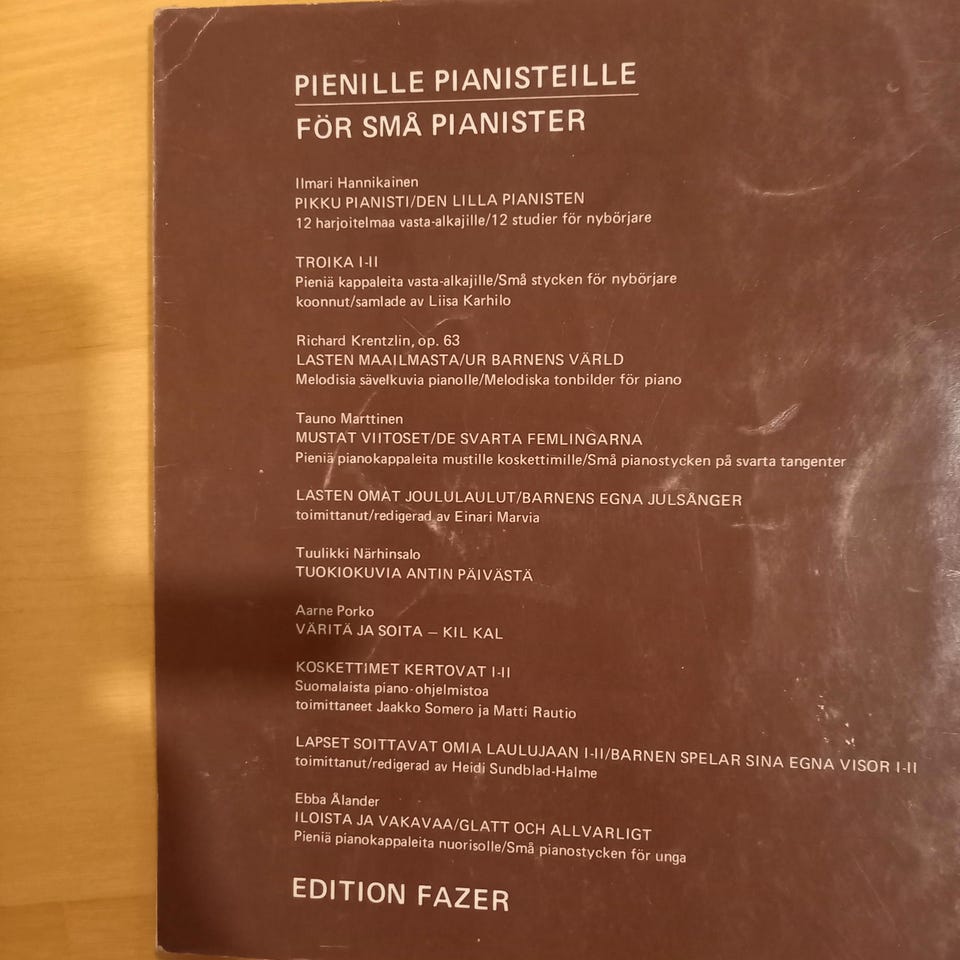 PIENILLE PIANISTEILLE
FÖR SMÅ PIANISTER
Ilmari Hannikainen
PIKKU PIANISTI/DEN LILLA PIANISTEN
12 harjoitelmaa vasta-alkajille/12 studier för nybörjare
TROIKA I-II
Pieniä kappaleita vasta-alkajille/Små stycken för nybörjare
koonnut/samlade av Liisa Karhilo
Richard Krentzlin, op. 63
LASTEN MAAILMASTA/UR BARNENS VÄRLD
Melodisia sävelkuvia pianolle/Melodiska tonbilder för piano
Tauno Marttinen
MUSTAT VIITOSET/DE SVARTA FEMLINGARNA
Pieniä pianokappaleita mustille koskettimille/Små pianostycken på svarta tangenter
LASTEN OMAT JOULULAULUT/BARNENS EGNA JULSÅNGER
toimittanut/redigerad av Einari Marvia
Tuulikki Närhinsalo
TUOKIOKUVIA ANTIN PÄIVÄSTÄ
Aarne Porko
VÄRITÄ JA SOITA – KIL KAL
KOSKETTIMET KERTOVAT I-II
Suomalaista piano-ohjelmistoa
toimittaneet Jaakko Somero ja Matti Rautio
LAPSET SOITTAVAT OMIA LAULUJAAN I-II/BARNEN SPELAR SINA EGNA VISOR I-II
toimittanut/redigerad av Heidi Sundblad-Halme
Ebba Ålander
ILOISTA JA VAKAVAA/GLATT OCH ALLVARLIGT
Pieniä pianokappaleita nuorisolle/Små pianostycken för unga
EDITION FAZER